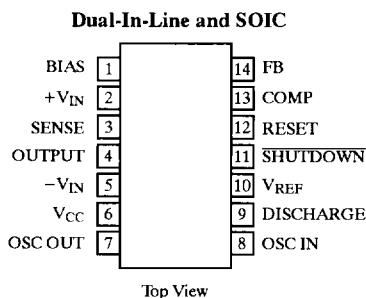 Dual-In-Line and SOIC
BIAS 1 14 FB
+VIN 2 13 COMP
SENSE 3 12 RESET
OUTPUT 4 11 SHUTDOWN
−VIN 5 10 VREF
VCC 6 9 DISCHARGE
OSC OUT 7 8 OSC IN
Top View